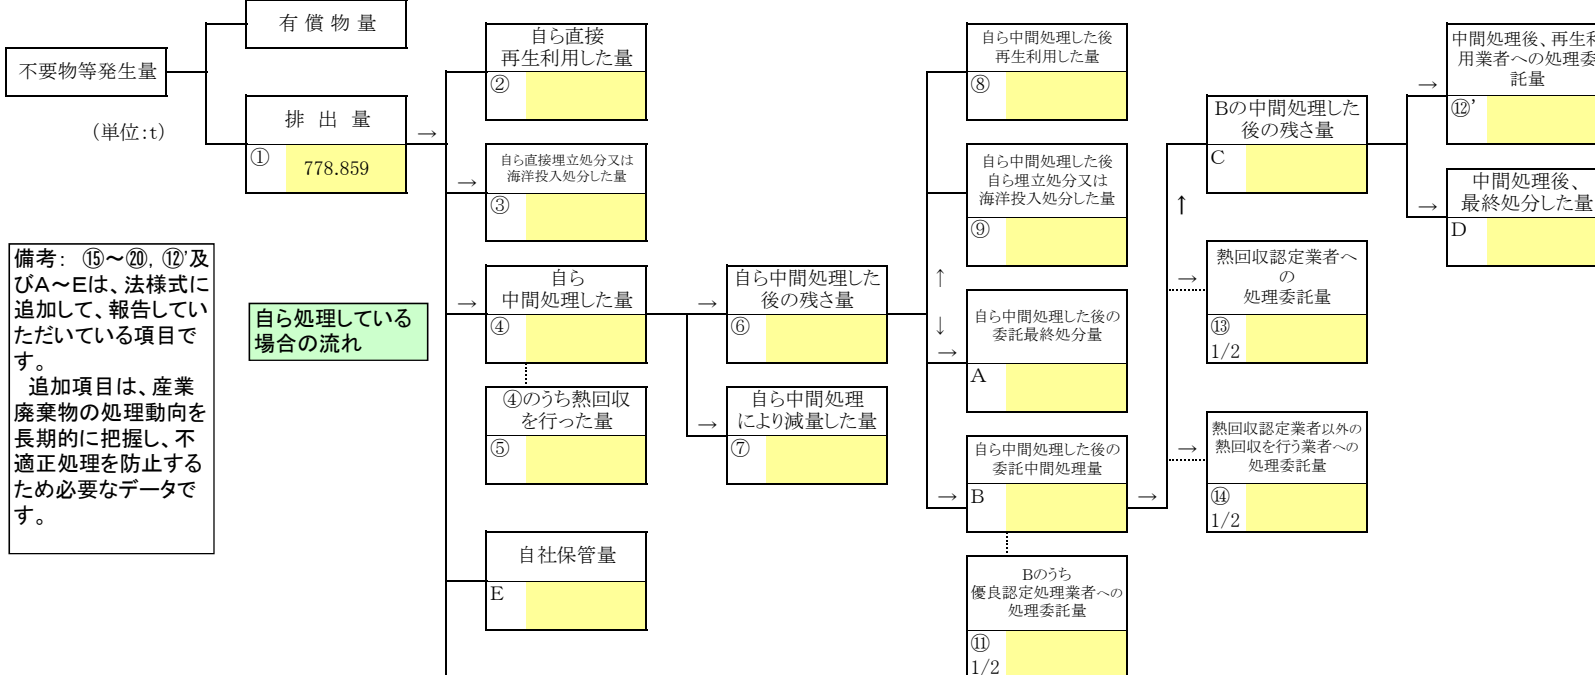 不要物等発生量
有 償 物 量
排　出　量
①
778.859
(単位:t)
→
備考： ⑮～⑳, ⑫'及
びA～Eは、法様式に
追加して、報告してい
ただいている項目で
す。
追加項目は、産業
廃棄物の処理動向を
長期的に把握し、不
適正処理を防止する
ため必要なデータで
す。
自ら処理している
場合の流れ
自ら直接
再生利用した量
②
→
自ら直接埋立処分又は
海洋投入処分した量
③
→
自ら
中間処理した量
④
④のうち熱回収
を行った量
⑤
自社保管量
E
→
自ら中間処理した
後の残さ量
⑥
→
自ら中間処理
により減量した量
⑦
自ら中間処理した後
再生利用した量
⑧
自ら中間処理した後
自ら埋立処分又は
海洋投入処分した量
⑨
↑
↓
→
自ら中間処理した後の
委託最終処分量
A
→
自ら中間処理した後の
委託中間処理量
B
→
Bのうち
優良認定処理業者への
処理委託量
⑪
1/2
Bの中間処理した
後の残さ量
C
↑
→
熱回収認定業者へ
の
処理委託量
⑬
1/2
→
熱回収認定業者以外の
熱回収を行う業者への
処理委託量
⑭
1/2
→
中間処理後、再生利
用業者への処理委
託量
⑫'
→
中間処理後、
最終処分した量
D